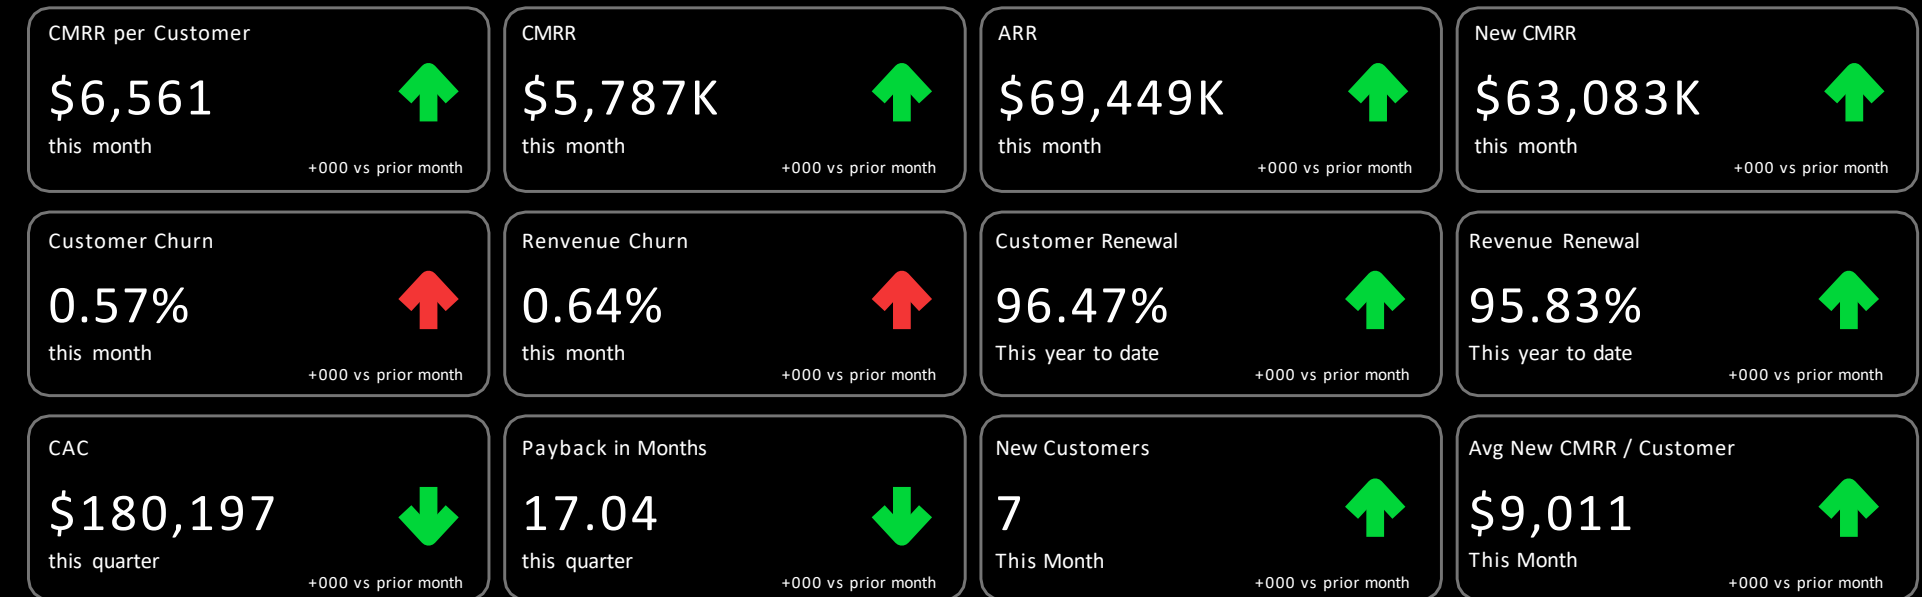 CMRR per Customer
$6,561
this month
+000 vs prior month
CMRR
$5,787K
this month
+000 vs prior month
ARR
$69,449K
this month
+000 vs prior month
New CMRR
$63,083K
this month
+000 vs prior month
Customer Churn
0.57%
this month
+000 vs prior month
Renvenue Churn
0.64%
this month
+000 vs prior month
Customer Renewal
96.47%
This year to date
+000 vs prior month
Revenue Renewal
95.83%
This year to date
+000 vs prior month
CAC
$180,197
this quarter
+000 vs prior month
Payback in Months
17.04
this quarter
+000 vs prior month
New Customers
7
This Month
+000 vs prior month
Avg New CMRR / Customer
$9,011
This Month
+000 vs prior month